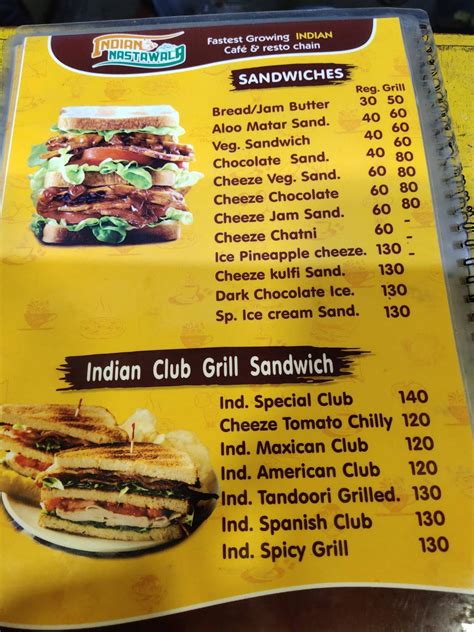 INDIAN NASTAWALA
Fastest Growing INDIAN
Café & resto chain
SANDWICHES
Reg. Grill
Bread/Jam Butter 30 50
Aloo Matar Sand. 40 60
Veg. Sandwich 40 60
Chocolate Sand. 40 80
Cheeze Veg. Sand. 60 80
Cheeze Chocolate 60 80
Cheeze Jam Sand. 60 80
Cheeze Chatni 60 -
Ice Pineapple cheeze. 130 -
Cheeze kulfi Sand. 130
Dark Chocolate Ice. 130
Sp. Ice cream Sand. 130
Indian Club Grill Sandwich
Ind. Special Club 140
Cheeze Tomato Chilly 120
Ind. Maxican Club 120
Ind. American Club 120
Ind. Tandoori Grilled. 130
Ind. Spanish Club 130
Ind. Spicy Grill 130